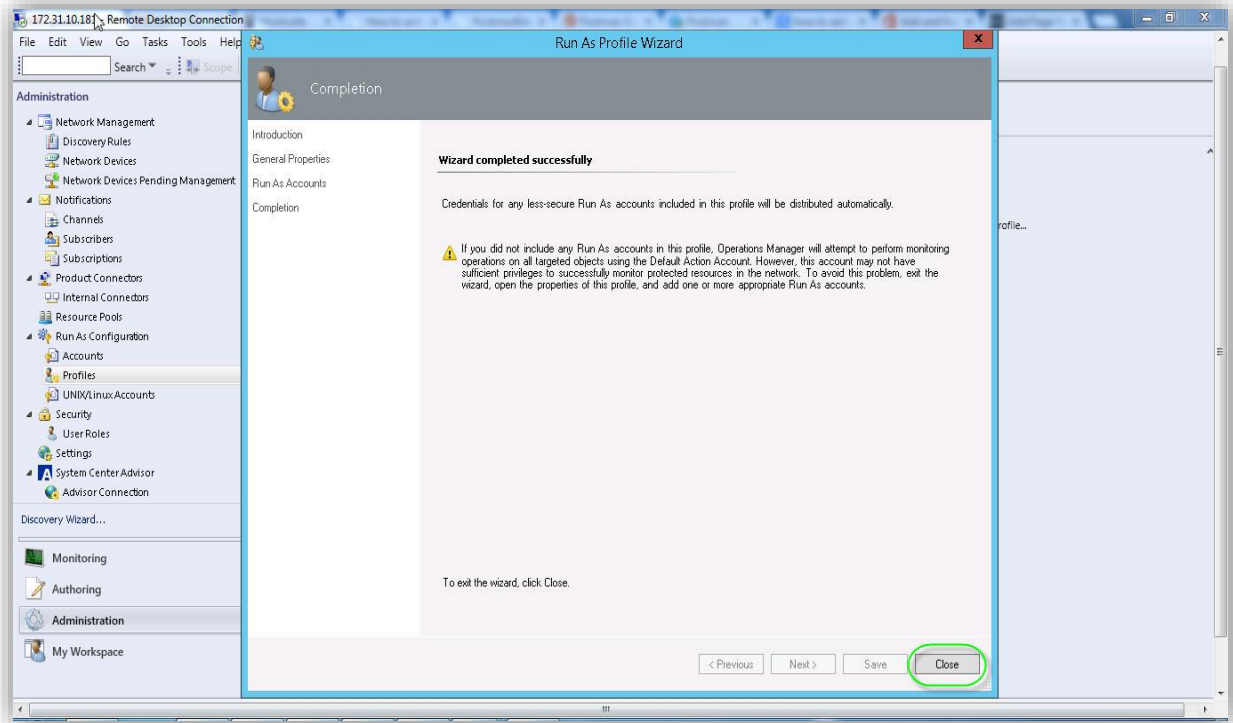 172.31.10.181 - Remote Desktop Connection
File Edit View Go Tasks Tools Help
Search
Scope
Administration
Network Management
Discovery Rules
Network Devices
Network Devices Pending Management
Notifications
Channels
Subscribers
Subscriptions
Product Connectors
Internal Connectors
Resource Pools
Run As Configuration
Accounts
Profiles
UNIX/Linux Accounts
Security
User Roles
Settings
System Center Advisor
Advisor Connection
Discovery Wizard...
Monitoring
Authoring
Administration
My Workspace
Run As Profile Wizard
x
Completion
Introduction
General Properties
Run As Accounts
Completion
Wizard completed successfully
Credentials for any less-secure Run As accounts included in this profile will be distributed automatically.
If you did not include any Run As accounts in this profile, Operations Manager will attempt to perform monitoring
operations on all targeted objects using the Default Action Account. However, this account may not have
sufficient privileges to successfully monitor protected resources in the network. To avoid this problem, exit the
wizard, open the properties of this profile, and add one or more appropriate Run As accounts.
To exit the wizard, click Close.
< Previous Next > Save Close
rofile...